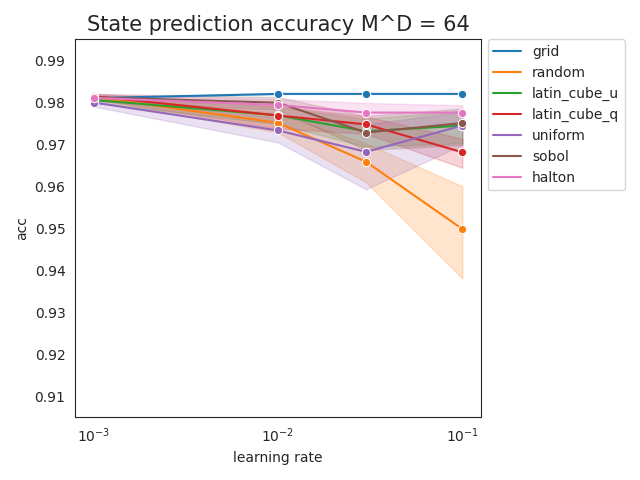 State prediction accuracy M^D = 64
0.99
0.98
0.97
0.96
0.95
0.94
0.93
0.92
0.91
acc
10⁻³
10⁻²
10⁻¹
learning rate
grid
random
latin_cube_u
latin_cube_q
uniform
sobol
halton